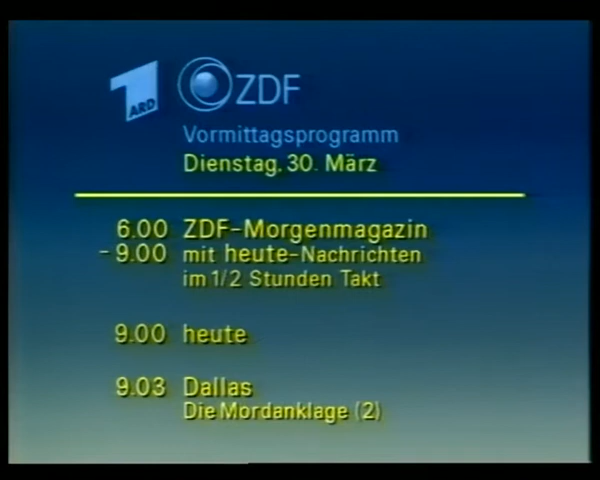 1
ARD
ZDF
Vormittagsprogramm
Dienstag, 30. März
6.00 ZDF-Morgenmagazin
- 9.00 mit heute-Nachrichten
im 1/2 Stunden Takt
9.00 heute
9.03 Dallas
Die Mordanklage (2)